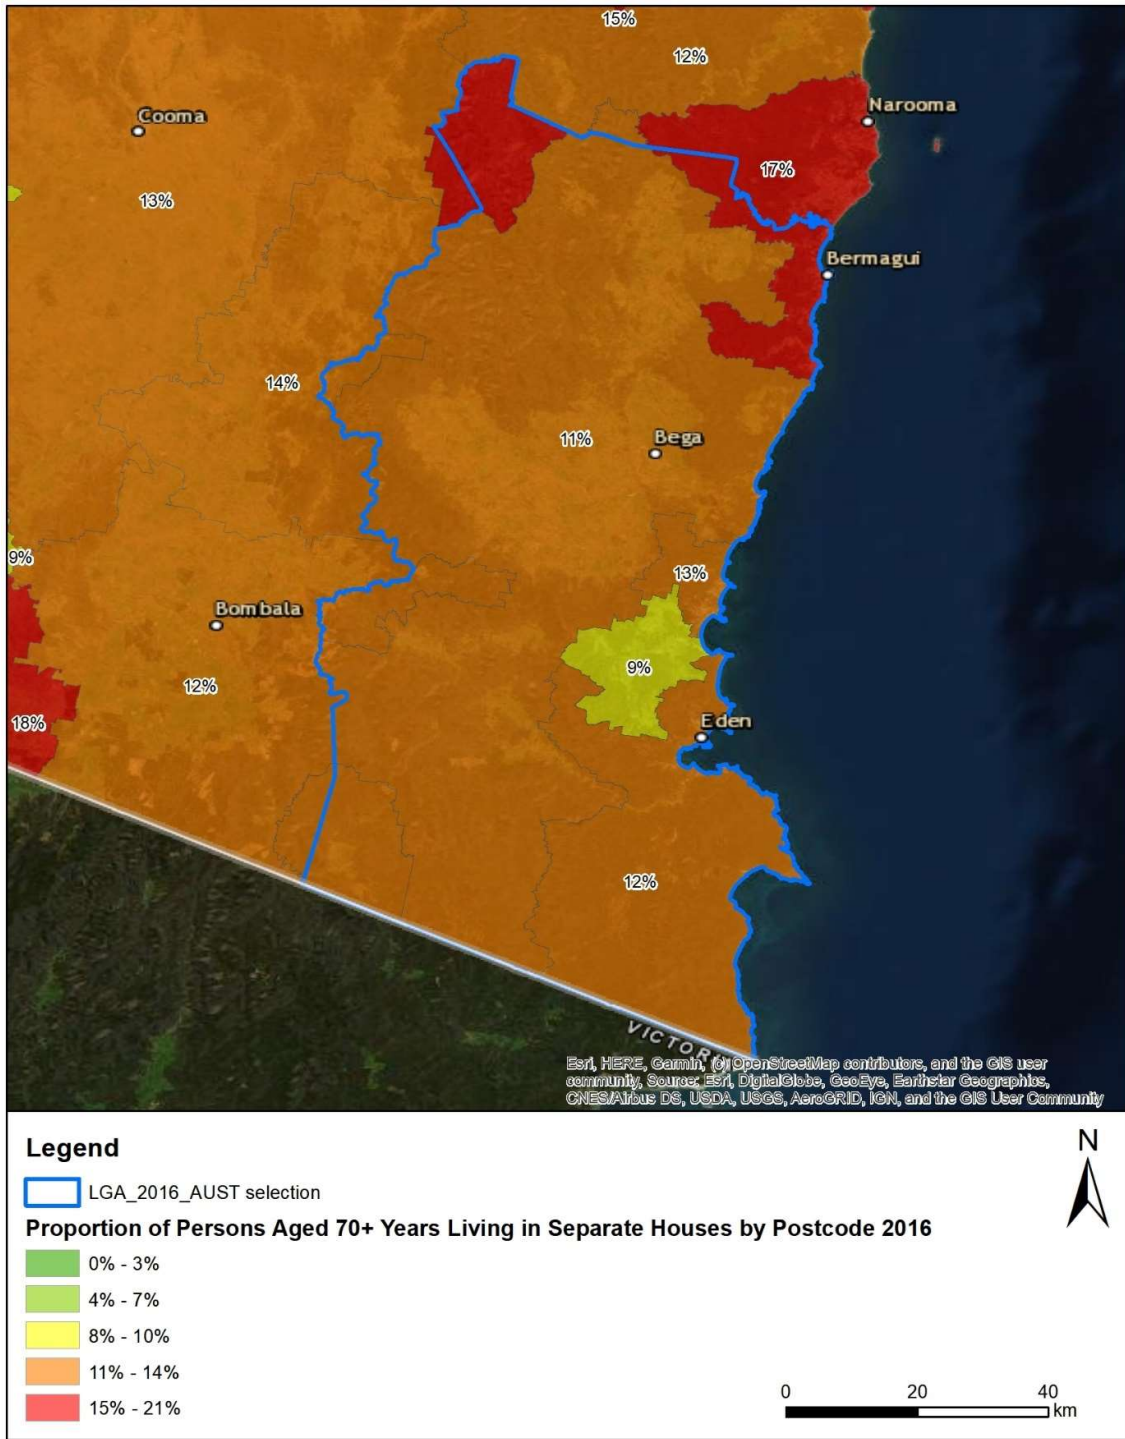 15%
12%
Cooma
Narooma
17%
13%
Bermagui
14%
11%
Bega
9%
13%
Bombala
9%
12%
18%
Eden
12%
VICTORIA
Esri, HERE, Garmin, (c) OpenStreetMap contributors, and the GIS user
community, Source: Esri, DigitalGlobe, GeoEye, Earthstar Geographics,
CNES/Airbus DS, USDA, USGS, AeroGRID, IGN, and the GIS User Community
Legend
N
LGA_2016_AUST selection
Proportion of Persons Aged 70+ Years Living in Separate Houses by Postcode 2016
0% - 3%
4% - 7%
8% - 10%
11% - 14%
15% - 21%
0 20 40
km